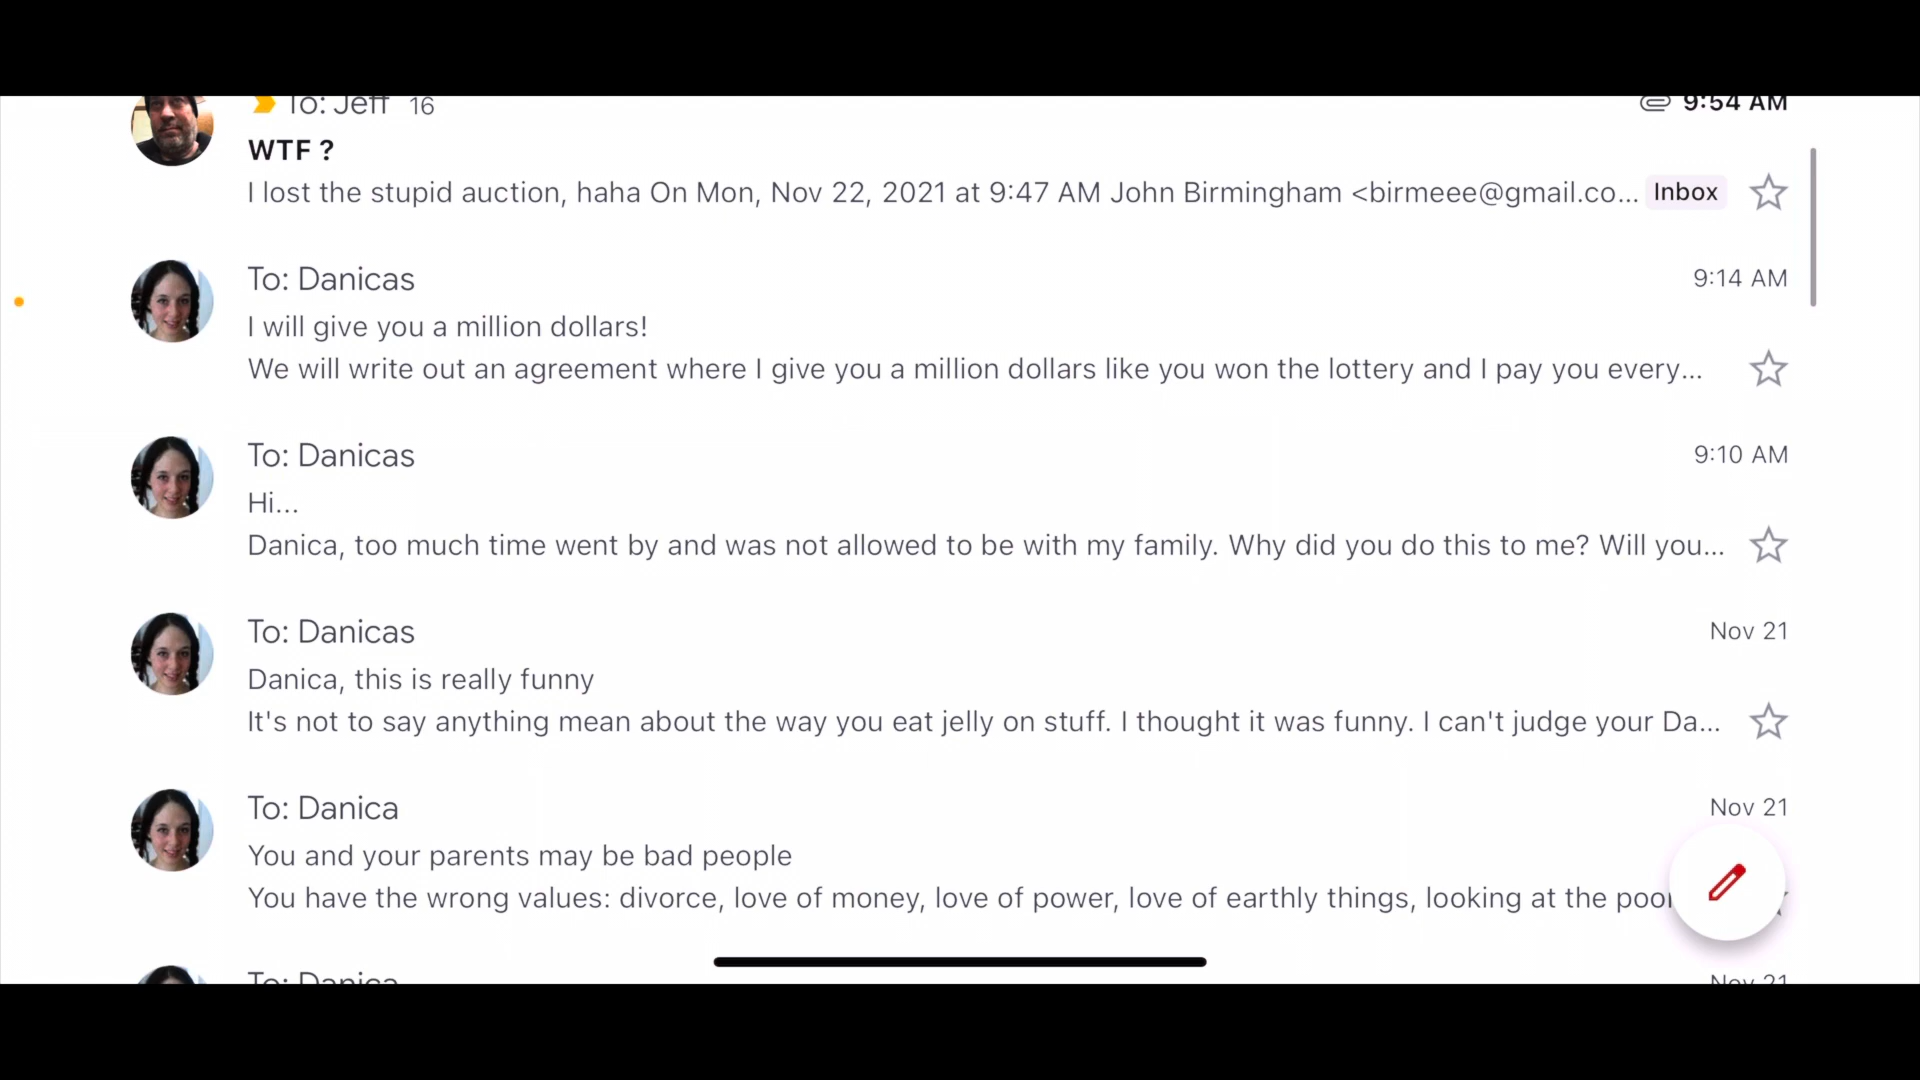 To: Jeff 16
9:54 AM
WTF ?
I lost the stupid auction, haha On Mon, Nov 22, 2021 at 9:47 AM John Birmingham <birmeee@gmail.co...
Inbox
To: Danicas
9:14 AM
I will give you a million dollars!
We will write out an agreement where I give you a million dollars like you won the lottery and I pay you every...
To: Danicas
9:10 AM
Hi...
Danica, too much time went by and was not allowed to be with my family. Why did you do this to me? Will you...
To: Danicas
Nov 21
Danica, this is really funny
It's not to say anything mean about the way you eat jelly on stuff. I thought it was funny. I can't judge your Da...
To: Danica
Nov 21
You and your parents may be bad people
You have the wrong values: divorce, love of money, love of power, love of earthly things, looking at the poor
To: Danica
Nov 21